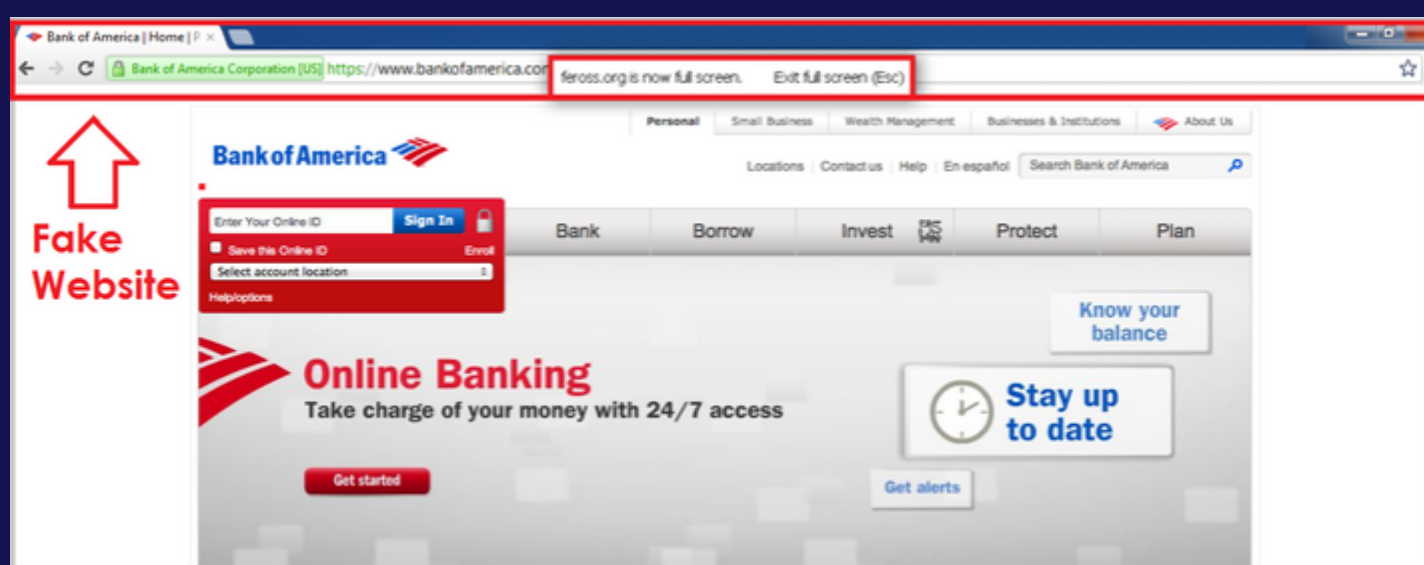 Bank of America | Home | P
Bank of America Corporation [US] https://www.bankofamerica.con
feross.org is now full screen. Exit full screen (Esc)
Personal Small Business Wealth Management Businesses & Institutions About Us
Bank of America
Locations Contact us Help En español Search Bank of America
Fake
Website
Enter Your Online ID Sign In
Save this Online ID Enroll
Select account location
Help/options
Bank Borrow Invest Protect Plan
Know your
balance
Online Banking
Take charge of your money with 24/7 access
Stay up
to date
Get started
Get alerts